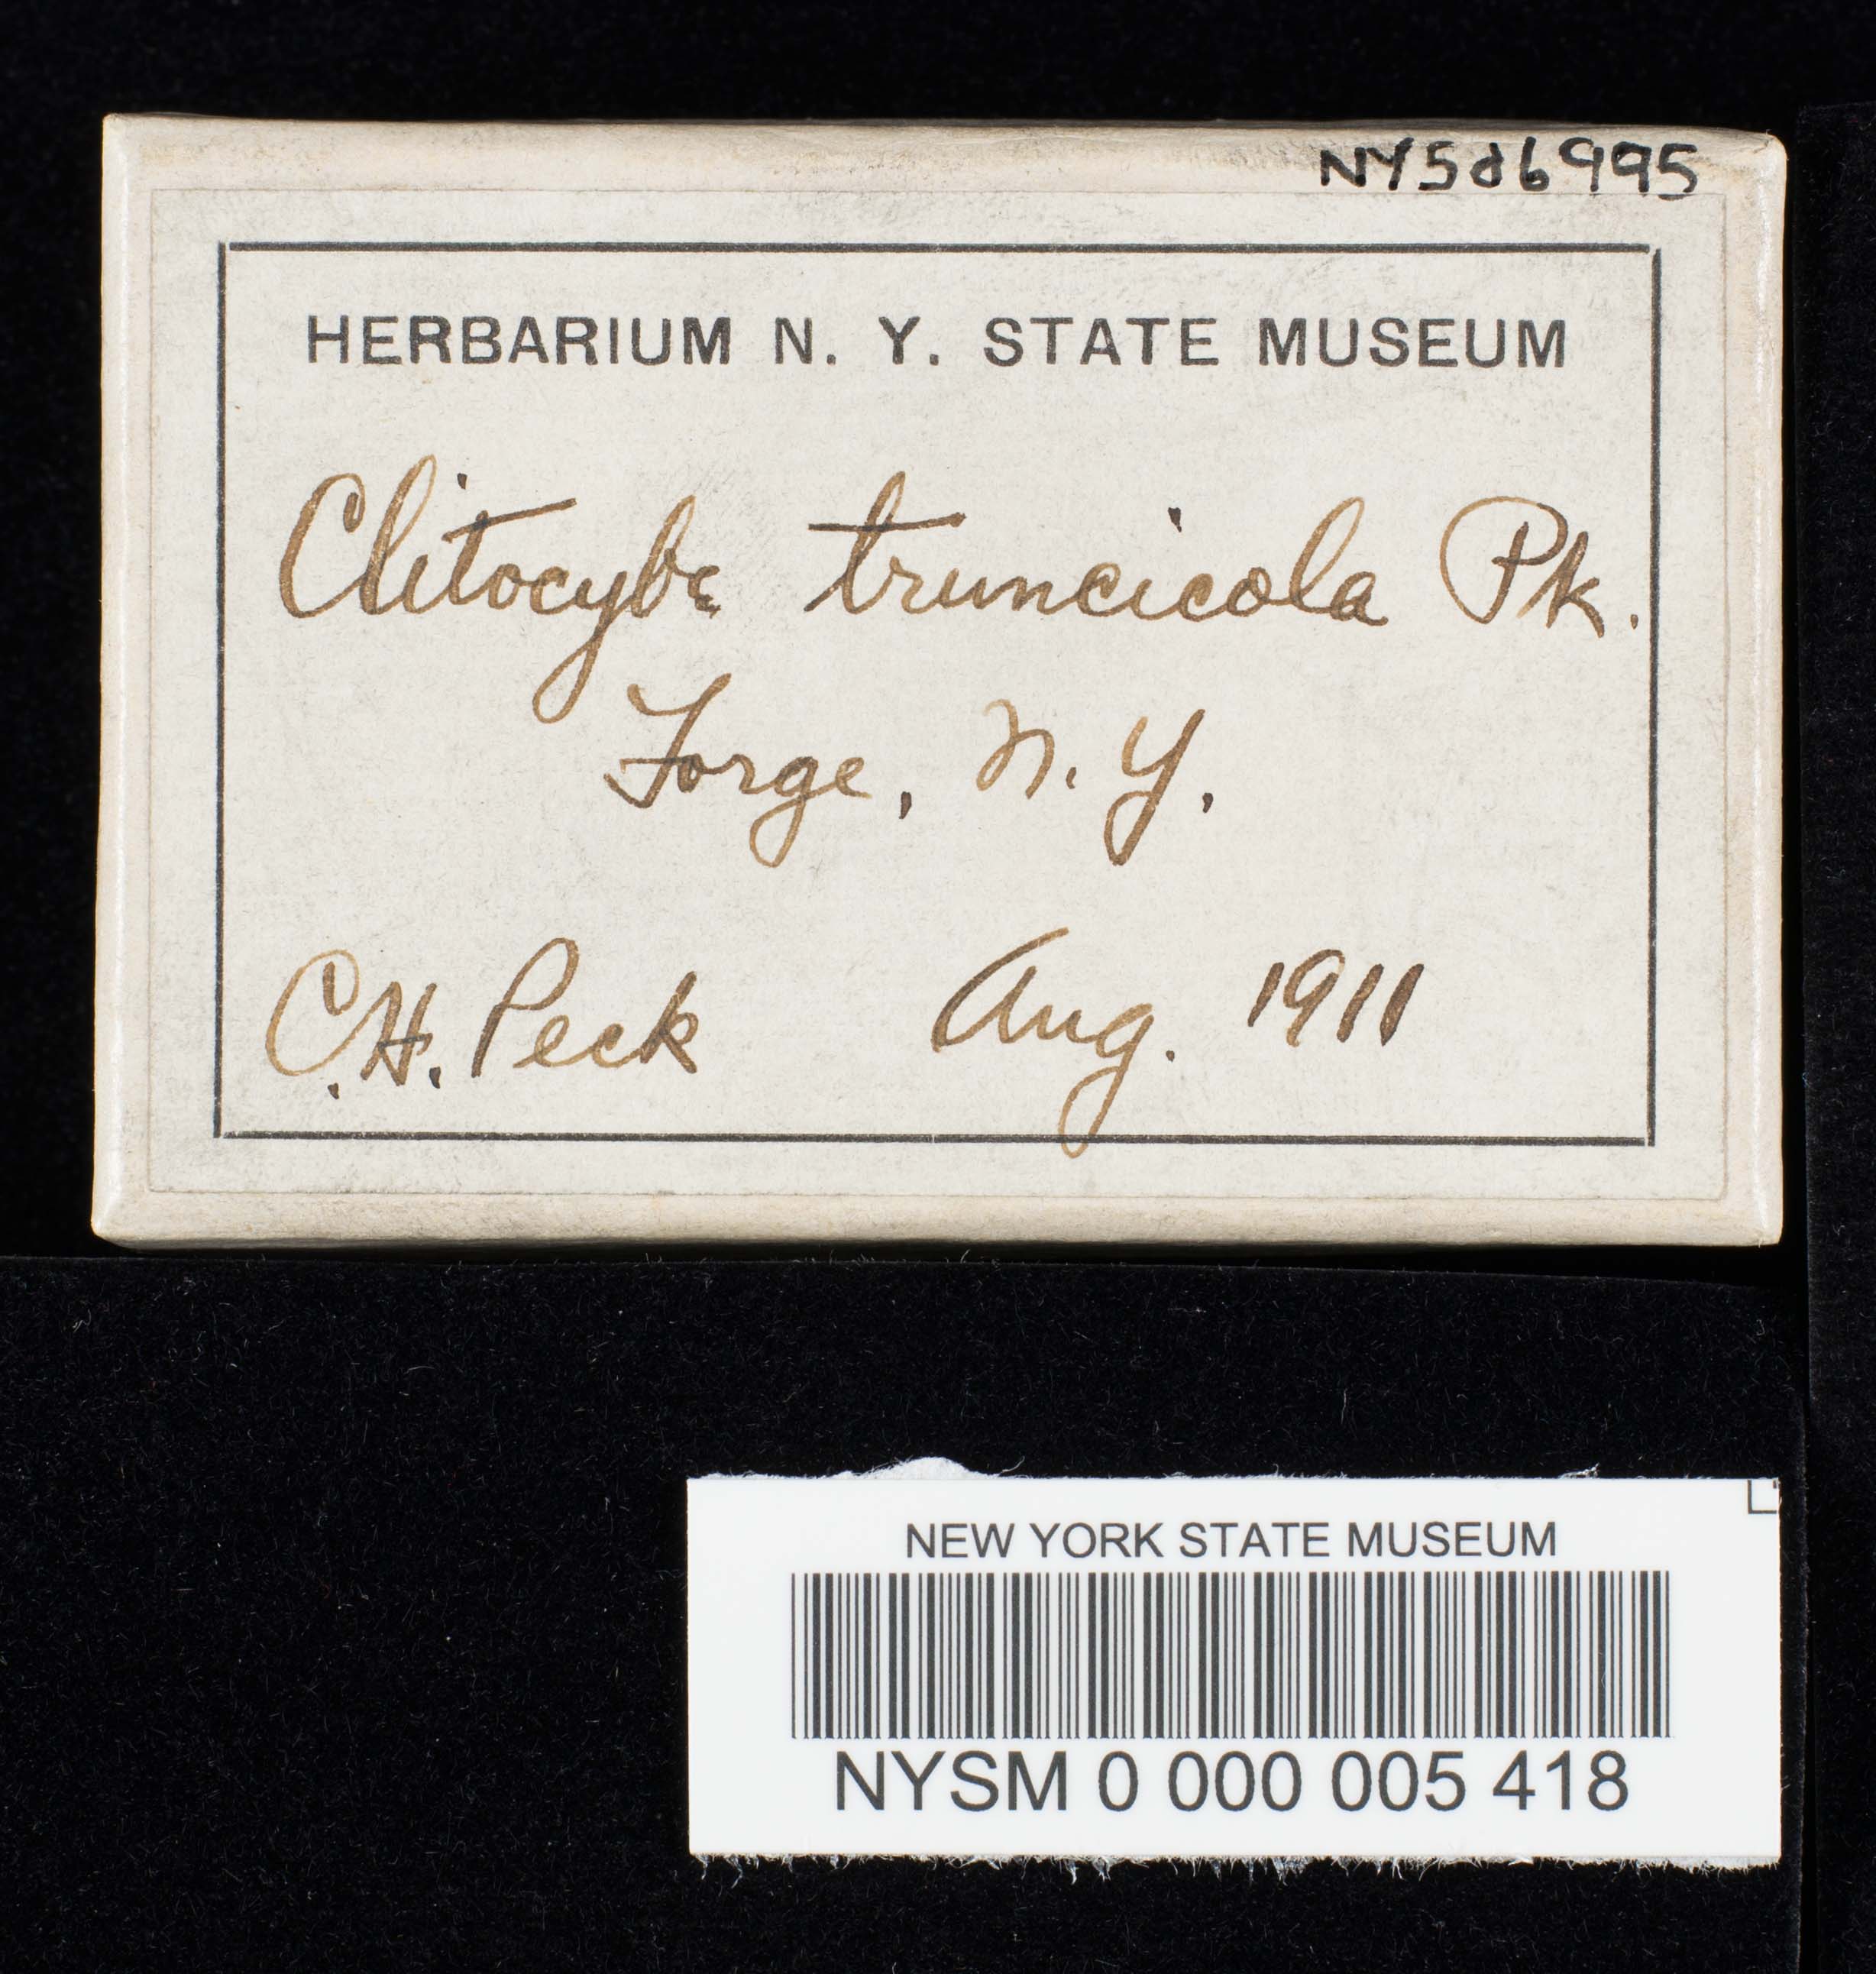 NYSd6995
HERBARIUM N. Y. STATE MUSEUM
Clitocybe truncicola Pk.
Forge, N. Y.
C. H. Peck Aug. 1911
NEW YORK STATE MUSEUM
NYSM 0 000 005 418